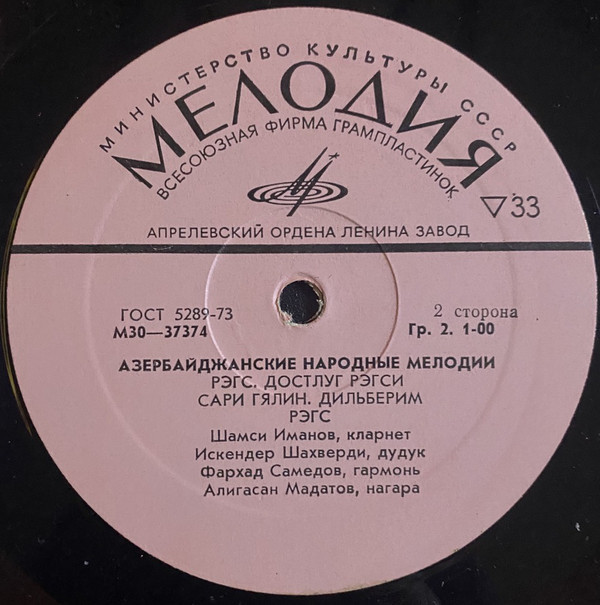 МИНИСТЕРСТВО КУЛЬТУРЫ СССР
МЕЛОДИЯ
ВСЕСОЮЗНАЯ ФИРМА ГРАМПЛАСТИНОК
33
АПРЕЛЕВСКИЙ ОРДЕНА ЛЕНИНА ЗАВОД
ГОСТ 5289-73
2 сторона
М30—37374
Гр. 2. 1-00
АЗЕРБАЙДЖАНСКИЕ НАРОДНЫЕ МЕЛОДИИ
РЭГС. ДОСТЛУГ РЭГСИ
САРИ ГЯЛИН. ДИЛЬБЕРИМ
РЭГС
Шамси Иманов, кларнет
Искендер Шахверди, дудук
Фархад Самедов, гармонь
Алигасан Мадатов, нагара